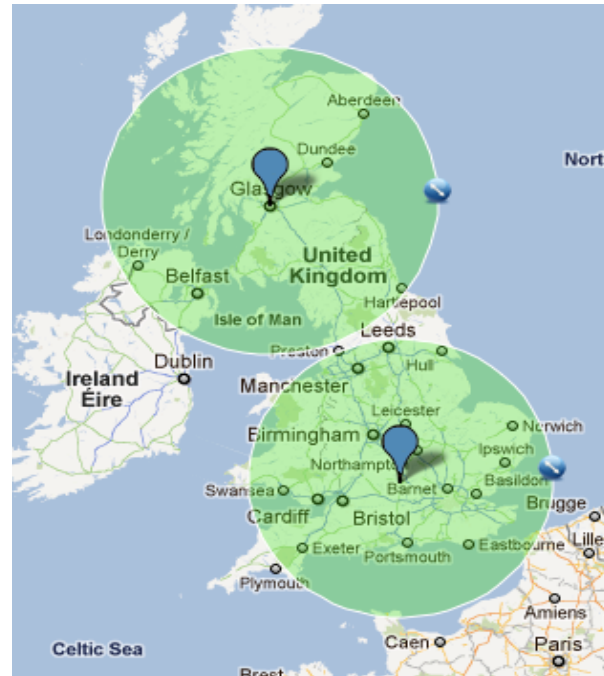 Aberdeen
Dundee
North
Glasgow
Londonderry /
Derry
United
Kingdom
Belfast
Hartlepool
Isle of Man
Leeds
Preston
Dublin
Hull
Ireland
Éire
Manchester
Leicester
Norwich
Birmingham
Ipswich
Northampto
Swansea
Barnet
Basildon
Cardiff
Bristol
Brugge
Exeter
Portsmouth
Eastbourne
Lille
Plymouth
Amiens
Celtic Sea
Caen
Paris
Brest